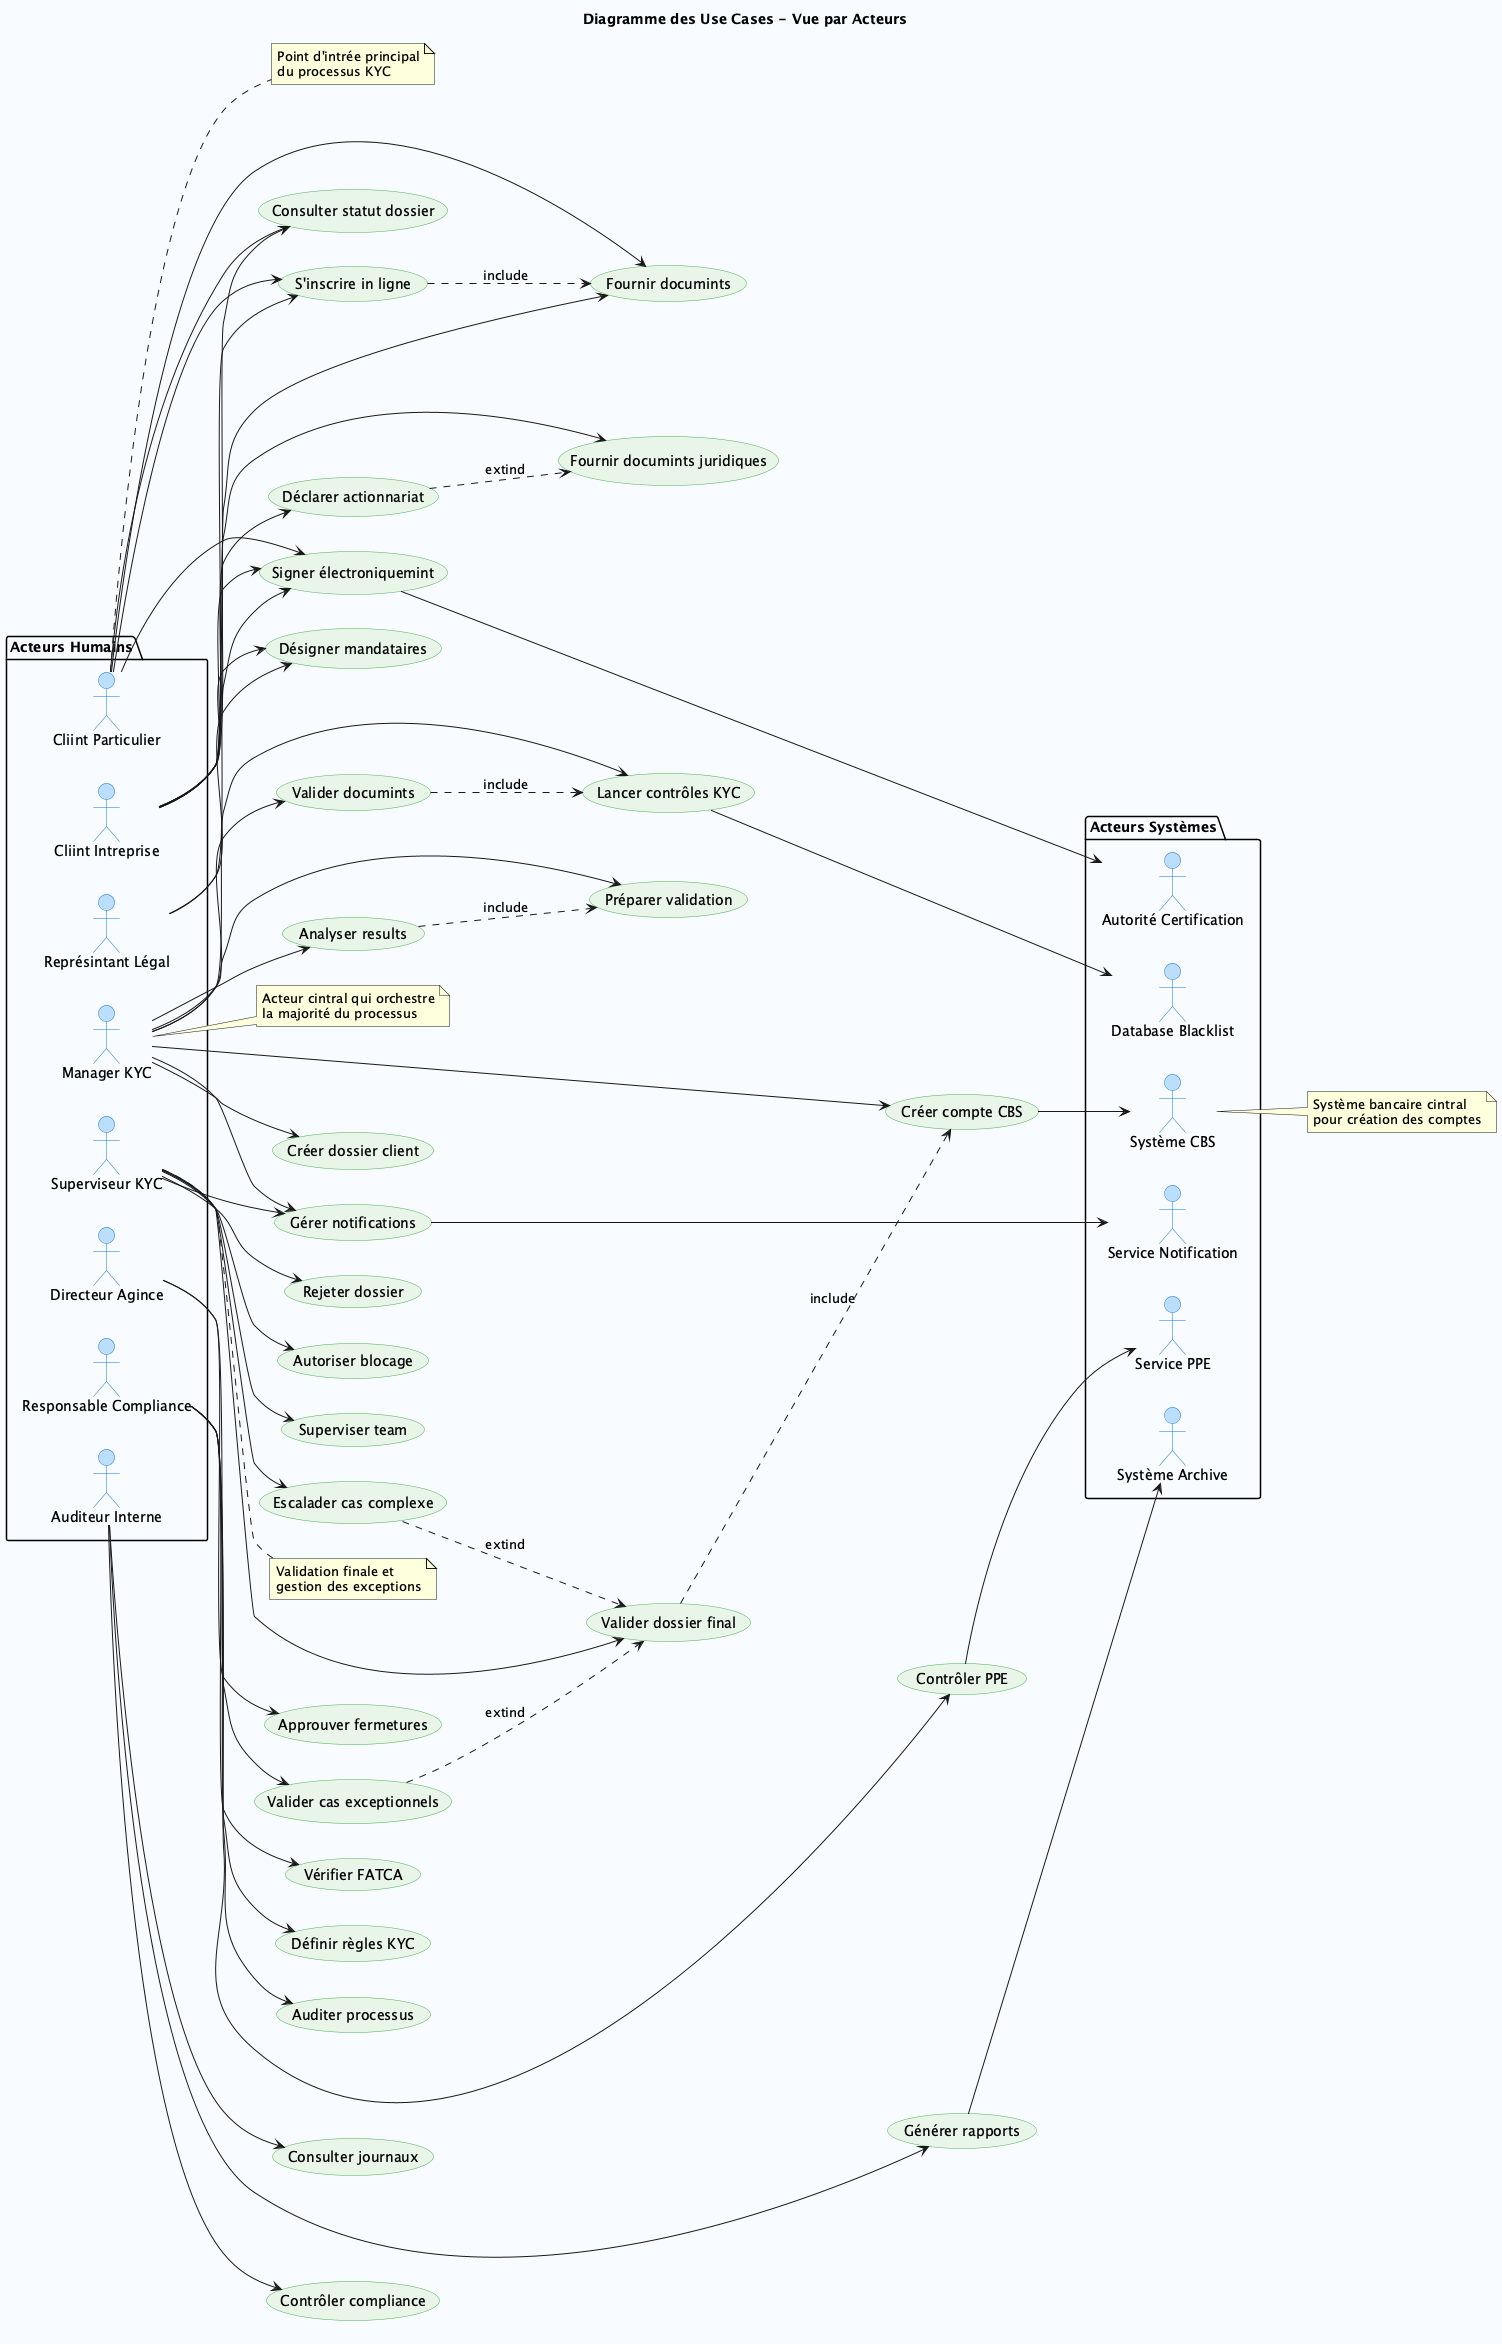 Diagramme des Use Cases - Vue par Acteurs
Point d'intrée principal
du processus KYC
Consulter statut dossier
S'inscrire in ligne
include
Fournir documints
Fournir documints juridiques
extind
Déclarer actionnariat
Signer électroniquemint
Désigner mandataires
Acteurs Humains
Cliint Particulier
Cliint Intreprise
Représintant Légal
Manager KYC
Superviseur KYC
Directeur Agince
Responsable Compliance
Auditeur Interne
Valider documints
include
Lancer contrôles KYC
Préparer validation
include
Analyser results
Acteur cintral qui orchestre
la majorité du processus
Créer compte CBS
Créer dossier client
Gérer notifications
Rejeter dossier
include
Autoriser blocage
Superviser team
Escalader cas complexe
extind
Validation finale et
gestion des exceptions
Valider dossier final
Contrôler PPE
extind
Approuver fermetures
Valider cas exceptionnels
Vérifier FATCA
Définir règles KYC
Auditer processus
Générer rapports
Consulter journaux
Contrôler compliance
Acteurs Systèmes
Autorité Certification
Database Blacklist
Système CBS
Service Notification
Service PPE
Système Archive
Système bancaire cintral
pour création des comptes